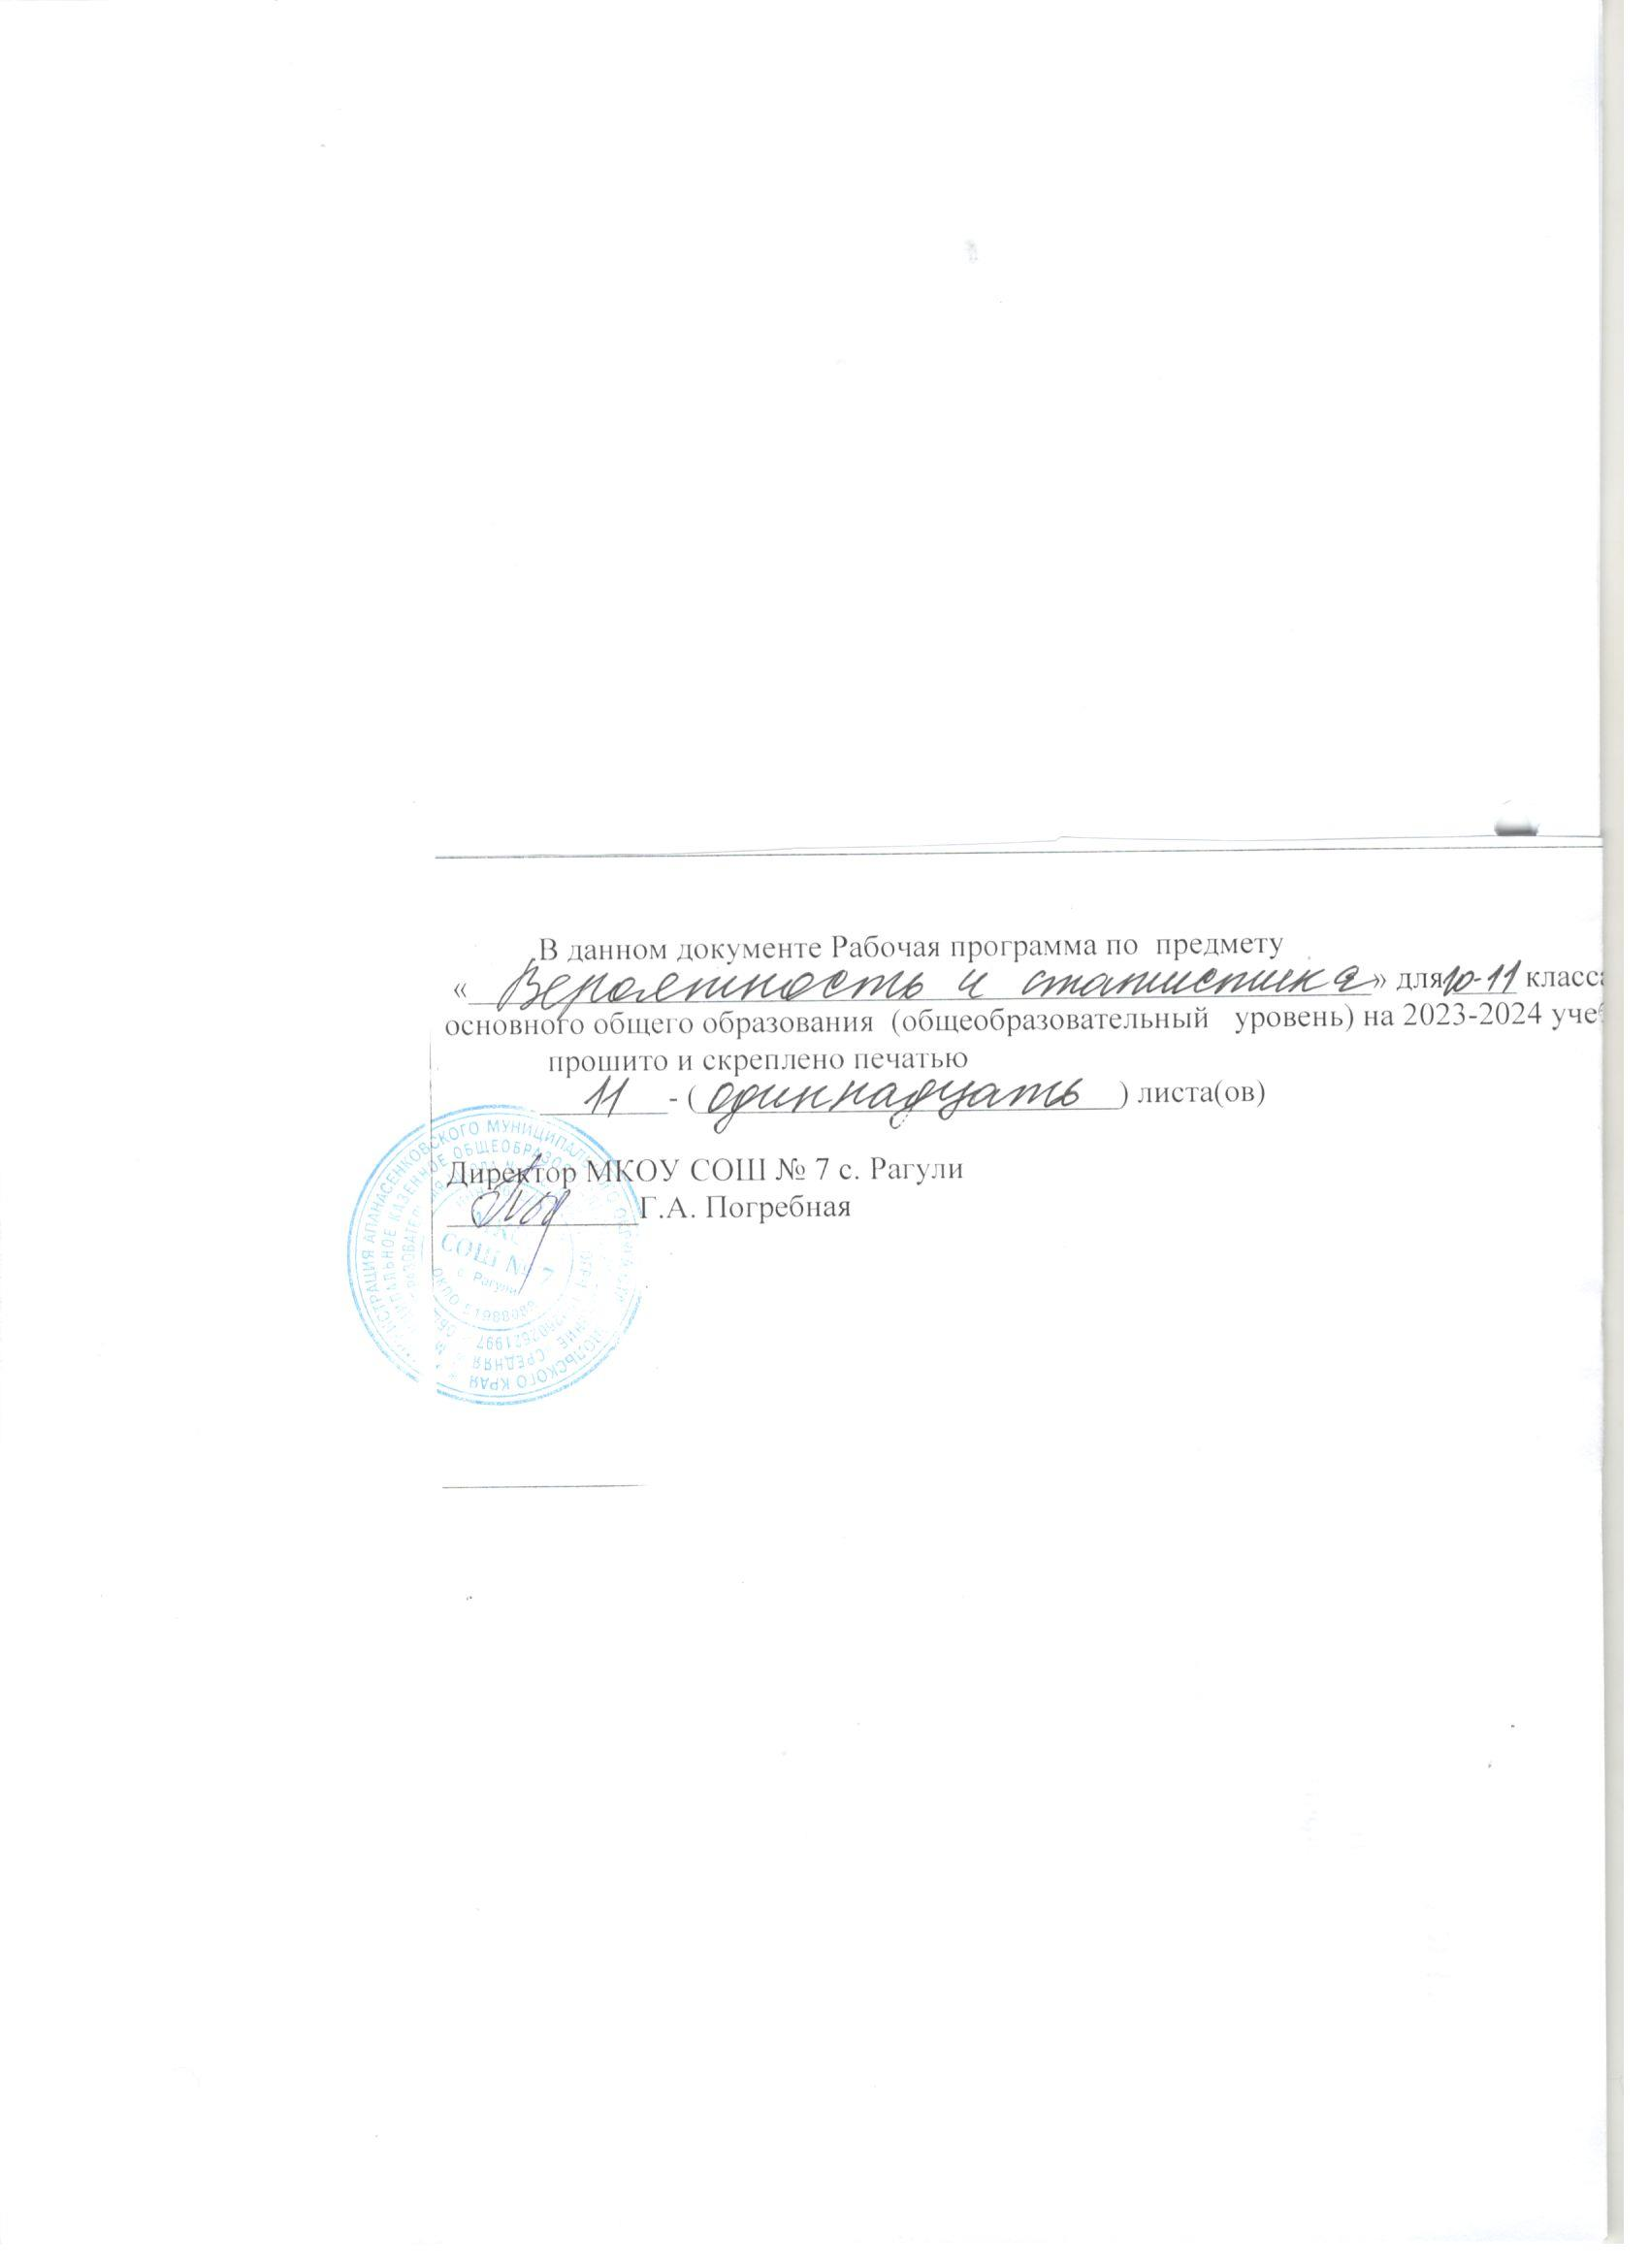 В данном документе Рабочая программа по предмету
« Вероятность и статистика » для 10-11 класса
основного общего образования (общеобразовательный уровень) на 2023-2024
прошито и скреплено печатью
11 - ( одиннадцать ) листа(ов)
Директор МКОУ СОШ № 7 с. Рагули
Г.А. Погребная
СОШ № 7
с. Рагули